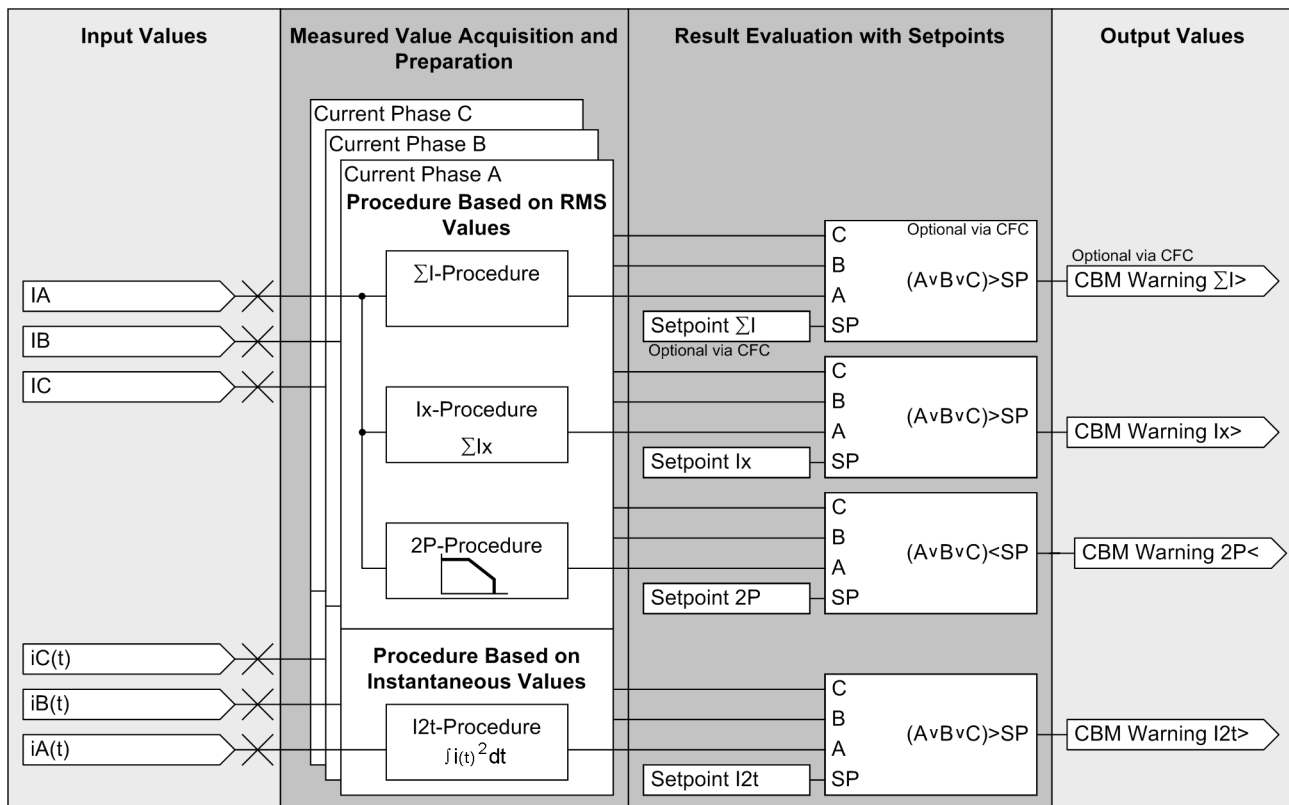 Input Values
Measured Value Acquisition and
Preparation
Result Evaluation with Setpoints
Output Values
Current Phase C
Current Phase B
Current Phase A
Procedure Based on RMS
Values
∑I-Procedure
Ix-Procedure
∑Ix
2P-Procedure
Procedure Based on
Instantaneous Values
I2t-Procedure
∫i(t)²dt
IA
IB
IC
iC(t)
iB(t)
iA(t)
C
Optional via CFC
B
(A∨B∨C)>SP
A
Setpoint ∑I
SP
Optional via CFC
C
B
(A∨B∨C)>SP
A
Setpoint Ix
SP
C
B
(A∨B∨C)<SP
A
Setpoint 2P
SP
C
B
(A∨B∨C)>SP
A
Setpoint I2t
SP
Optional via CFC
CBM Warning ∑I>
CBM Warning Ix>
CBM Warning 2P<
CBM Warning I2t>